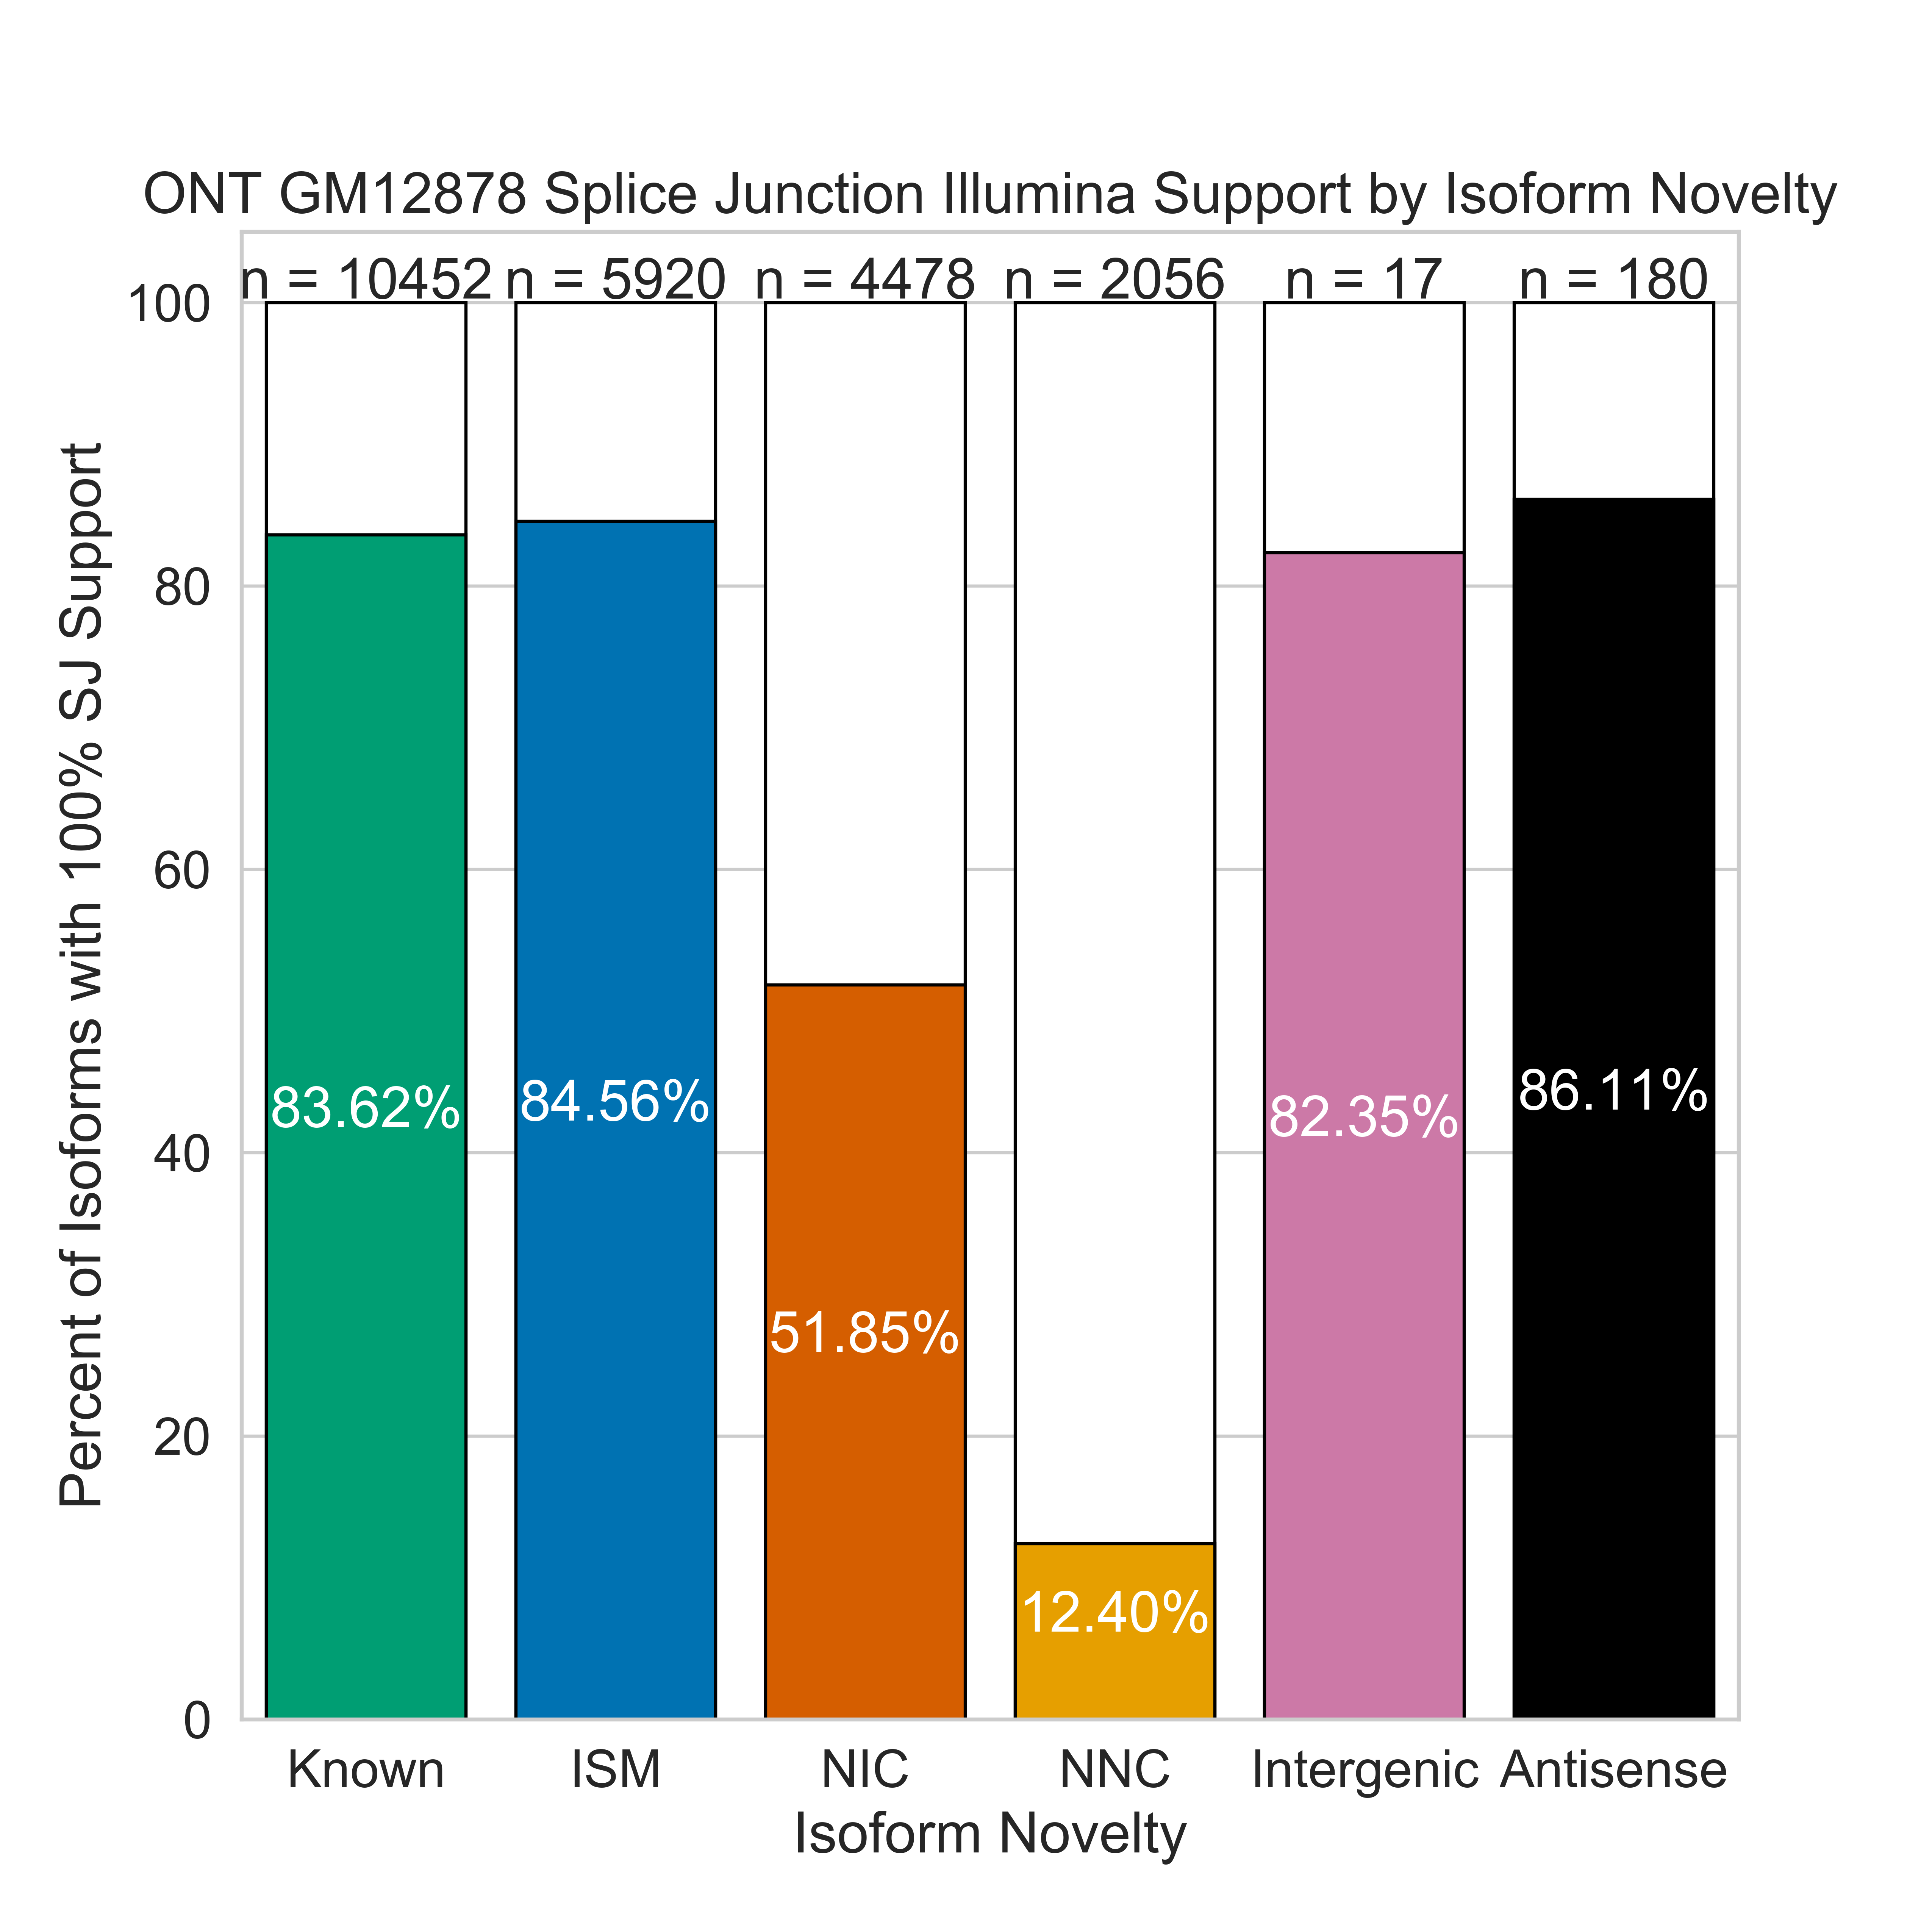 ONT GM12878 Splice Junction Illumina Support by Isoform Novelty
n = 10452 n = 5920 n = 4478 n = 2056 n = 17 n = 180
Percent of Isoforms with 100% SJ Support
100
80
60
40
20
0
83.62%
84.56%
51.85%
12.40%
82.35%
86.11%
Known ISM NIC NNC Intergenic Antisense
Isoform Novelty